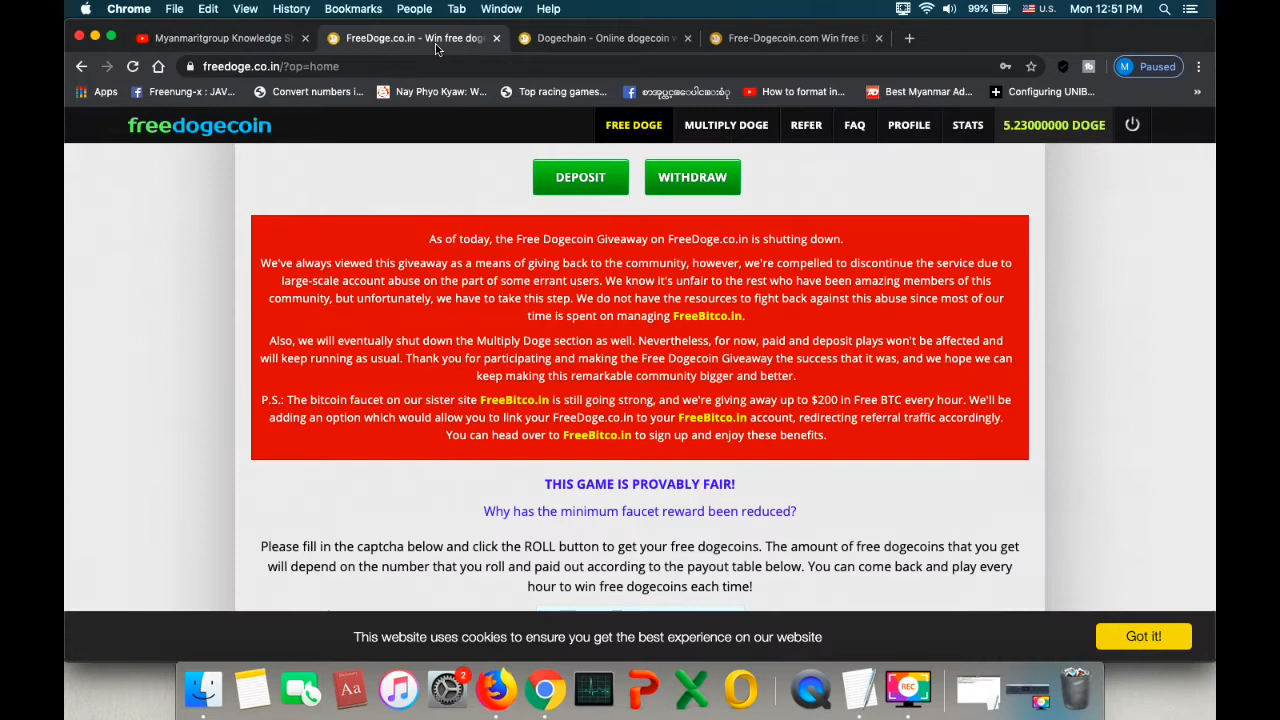 Chrome File Edit View History Bookmarks People Tab Window Help 99% U.S. Mon 12:51 PM
Myanmaritgroup Knowledge Sh FreeDoge.co.in - Win free doge Dogechain - Online dogecoin w Free-Dogecoin.com Win free D
freedoge.co.in/?op=home M Paused
Apps Freenung-x : JAV... Convert numbers i... Nay Phyo Kyaw: W... Top racing games... How to format in... Best Myanmar Ad... Configuring UNIB... »
freedogecoin FREE DOGE MULTIPLY DOGE REFER FAQ PROFILE STATS 5.23000000 DOGE
DEPOSIT WITHDRAW
As of today, the Free Dogecoin Giveaway on FreeDoge.co.in is shutting down.
We've always viewed this giveaway as a means of giving back to the community, however, we're compelled to discontinue the service due to
large-scale account abuse on the part of some errant users. We know it's unfair to the rest who have been amazing members of this
community, but unfortunately, we have to take this step. We do not have the resources to fight back against this abuse since most of our
time is spent on managing FreeBitco.in.
Also, we will eventually shut down the Multiply Doge section as well. Nevertheless, for now, paid and deposit plays won't be affected and
will keep running as usual. Thank you for participating and making the Free Dogecoin Giveaway the success that it was, and we hope we can
keep making this remarkable community bigger and better.
P.S.: The bitcoin faucet on our sister site FreeBitco.in is still going strong, and we're giving away up to $200 in Free BTC every hour. We'll be
adding an option which would allow you to link your FreeDoge.co.in to your FreeBitco.in account, redirecting referral traffic accordingly.
You can head over to FreeBitco.in to sign up and enjoy these benefits.
THIS GAME IS PROVABLY FAIR!
Why has the minimum faucet reward been reduced?
Please fill in the captcha below and click the ROLL button to get your free dogecoins. The amount of free dogecoins that you get
will depend on the number that you roll and paid out according to the payout table below. You can come back and play every
hour to win free dogecoins each time!
This website uses cookies to ensure you get the best experience on our website Got it!
Aa 2 P X O REC